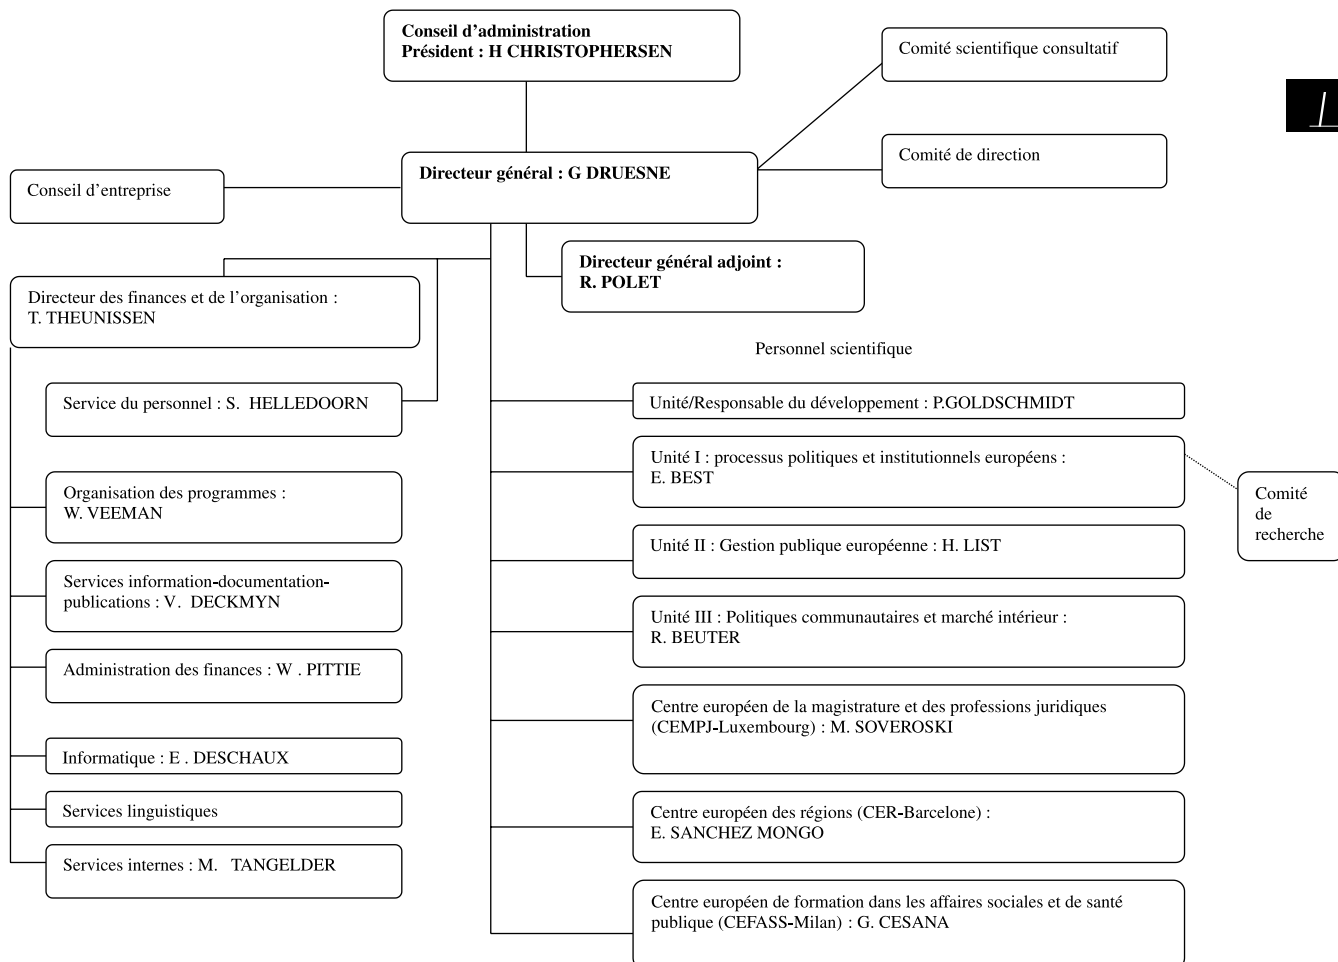 Conseil d'administration
Président : H CHRISTOPHERSEN
Comité scientifique consultatif
Comité de direction
Directeur général : G DRUESNE
Conseil d'entreprise
Directeur général adjoint :
R. POLET
Directeur des finances et de l'organisation :
T. THEUNISSEN
Personnel scientifique
Service du personnel : S. HELLEDOORN
Organisation des programmes :
W. VEEMAN
Services information-documentation-
publications : V. DECKMYN
Administration des finances : W . PITTIE
Informatique : E . DESCHAUX
Services linguistiques
Services internes : M. TANGELDER
Unité/Responsable du développement : P.GOLDSCHMIDT
Unité I : processus politiques et institutionnels européens :
E. BEST
Comité
de
recherche
Unité II : Gestion publique européenne : H. LIST
Unité III : Politiques communautaires et marché intérieur :
R. BEUTER
Centre européen de la magistrature et des professions juridiques
(CEMPJ-Luxembourg) : M. SOVEROSKI
Centre européen des régions (CER-Barcelone) :
E. SANCHEZ MONGO
Centre européen de formation dans les affaires sociales et de santé
publique (CEFASS-Milan) : G. CESANA